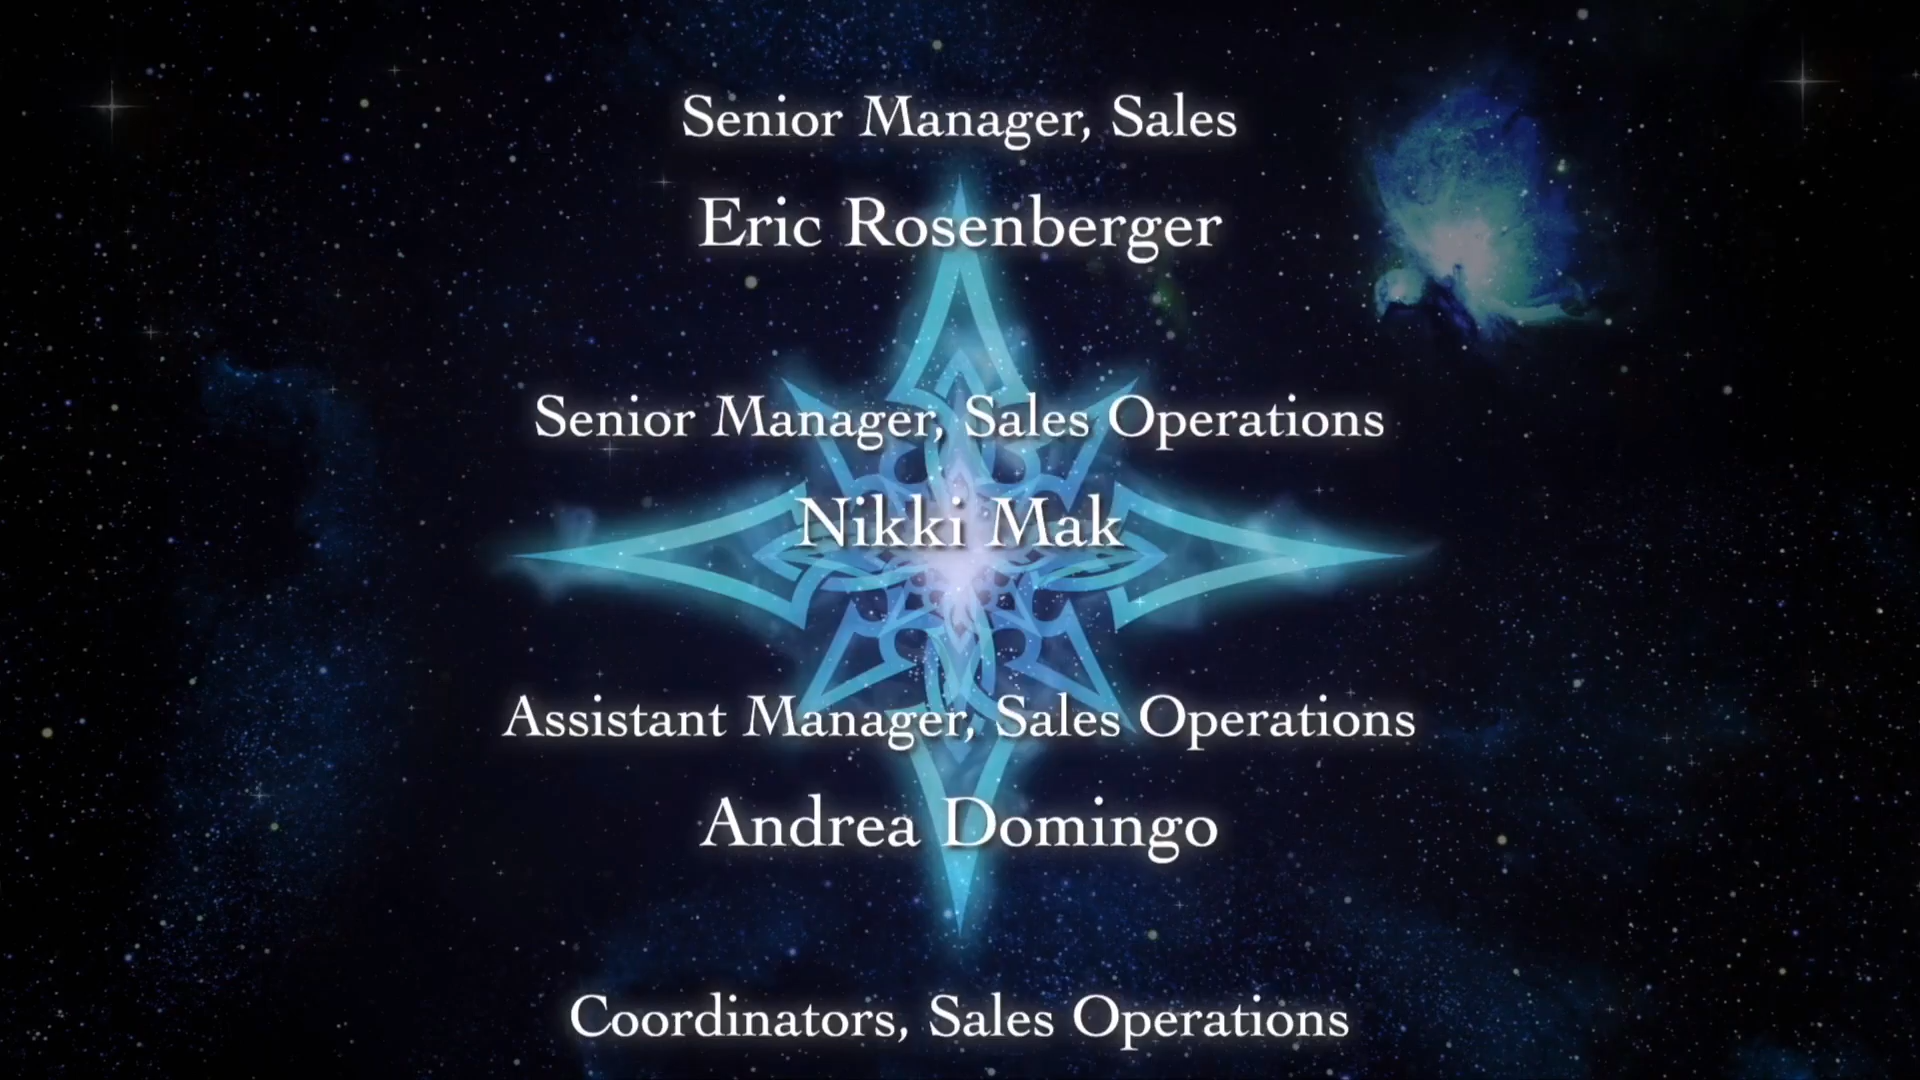 Senior Manager, Sales
Eric Rosenberger
Senior Manager, Sales Operations
Nikki Mak
Assistant Manager, Sales Operations
Andrea Domingo
Coordinators, Sales Operations